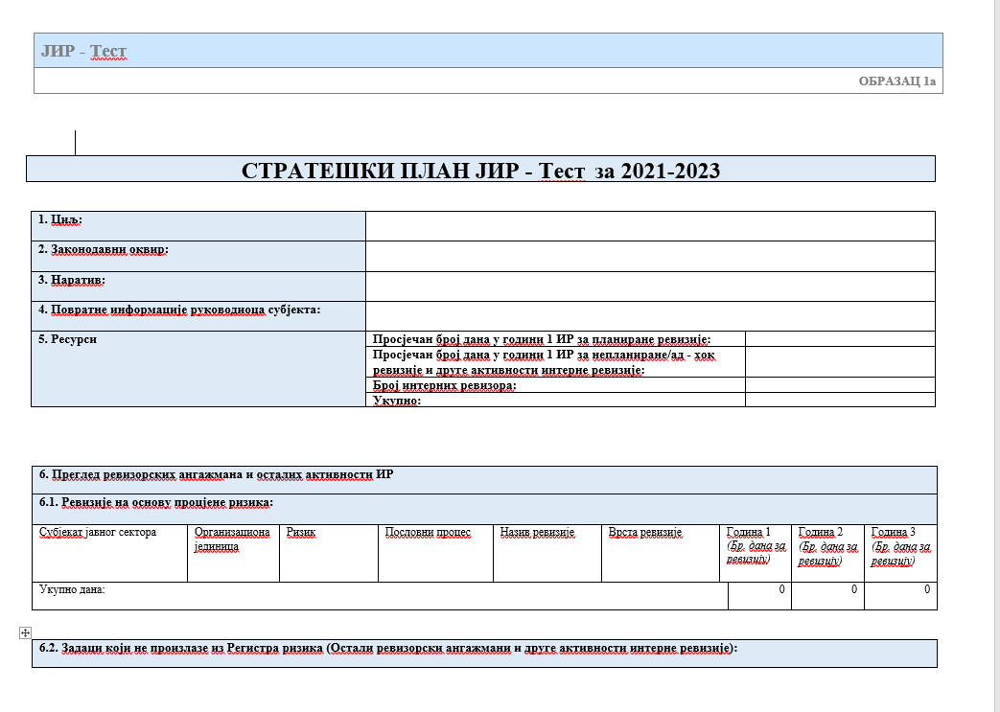 ЈИР - Тест
ОБРАЗАЦ 1а
СТРАТЕШКИ ПЛАН ЈИР - Тест за 2021-2023
1. Циљ:
2. Законодавни оквир:
3. Наратив:
4. Повратне информације руководиоца субјекта:
5. Ресурси
Просјечан број дана у години 1 ИР за планиране ревизије:
Просјечан број дана у години 1 ИР за непланиране/ад - хок
ревизије и друге активности интерне ревизије:
Број интерних ревизора:
Укупно:
6. Преглед ревизорских ангажмана и осталих активности ИР
6.1. Ревизије на основу процјене ризика:
Субјекат јавног сектора
Организациона
јединица
Ризик
Пословни процес
Назив ревизије
Врста ревизије
Година 1
(Бр. дана за
ревизију)
Година 2
(Бр. дана за
ревизију)
Година 3
(Бр. дана за
ревизију)
Укупно дана:
0
0
0
6.2. Задаци који не произлазе из Регистра ризика (Остали ревизорски ангажмани и друге активности интерне ревизије):